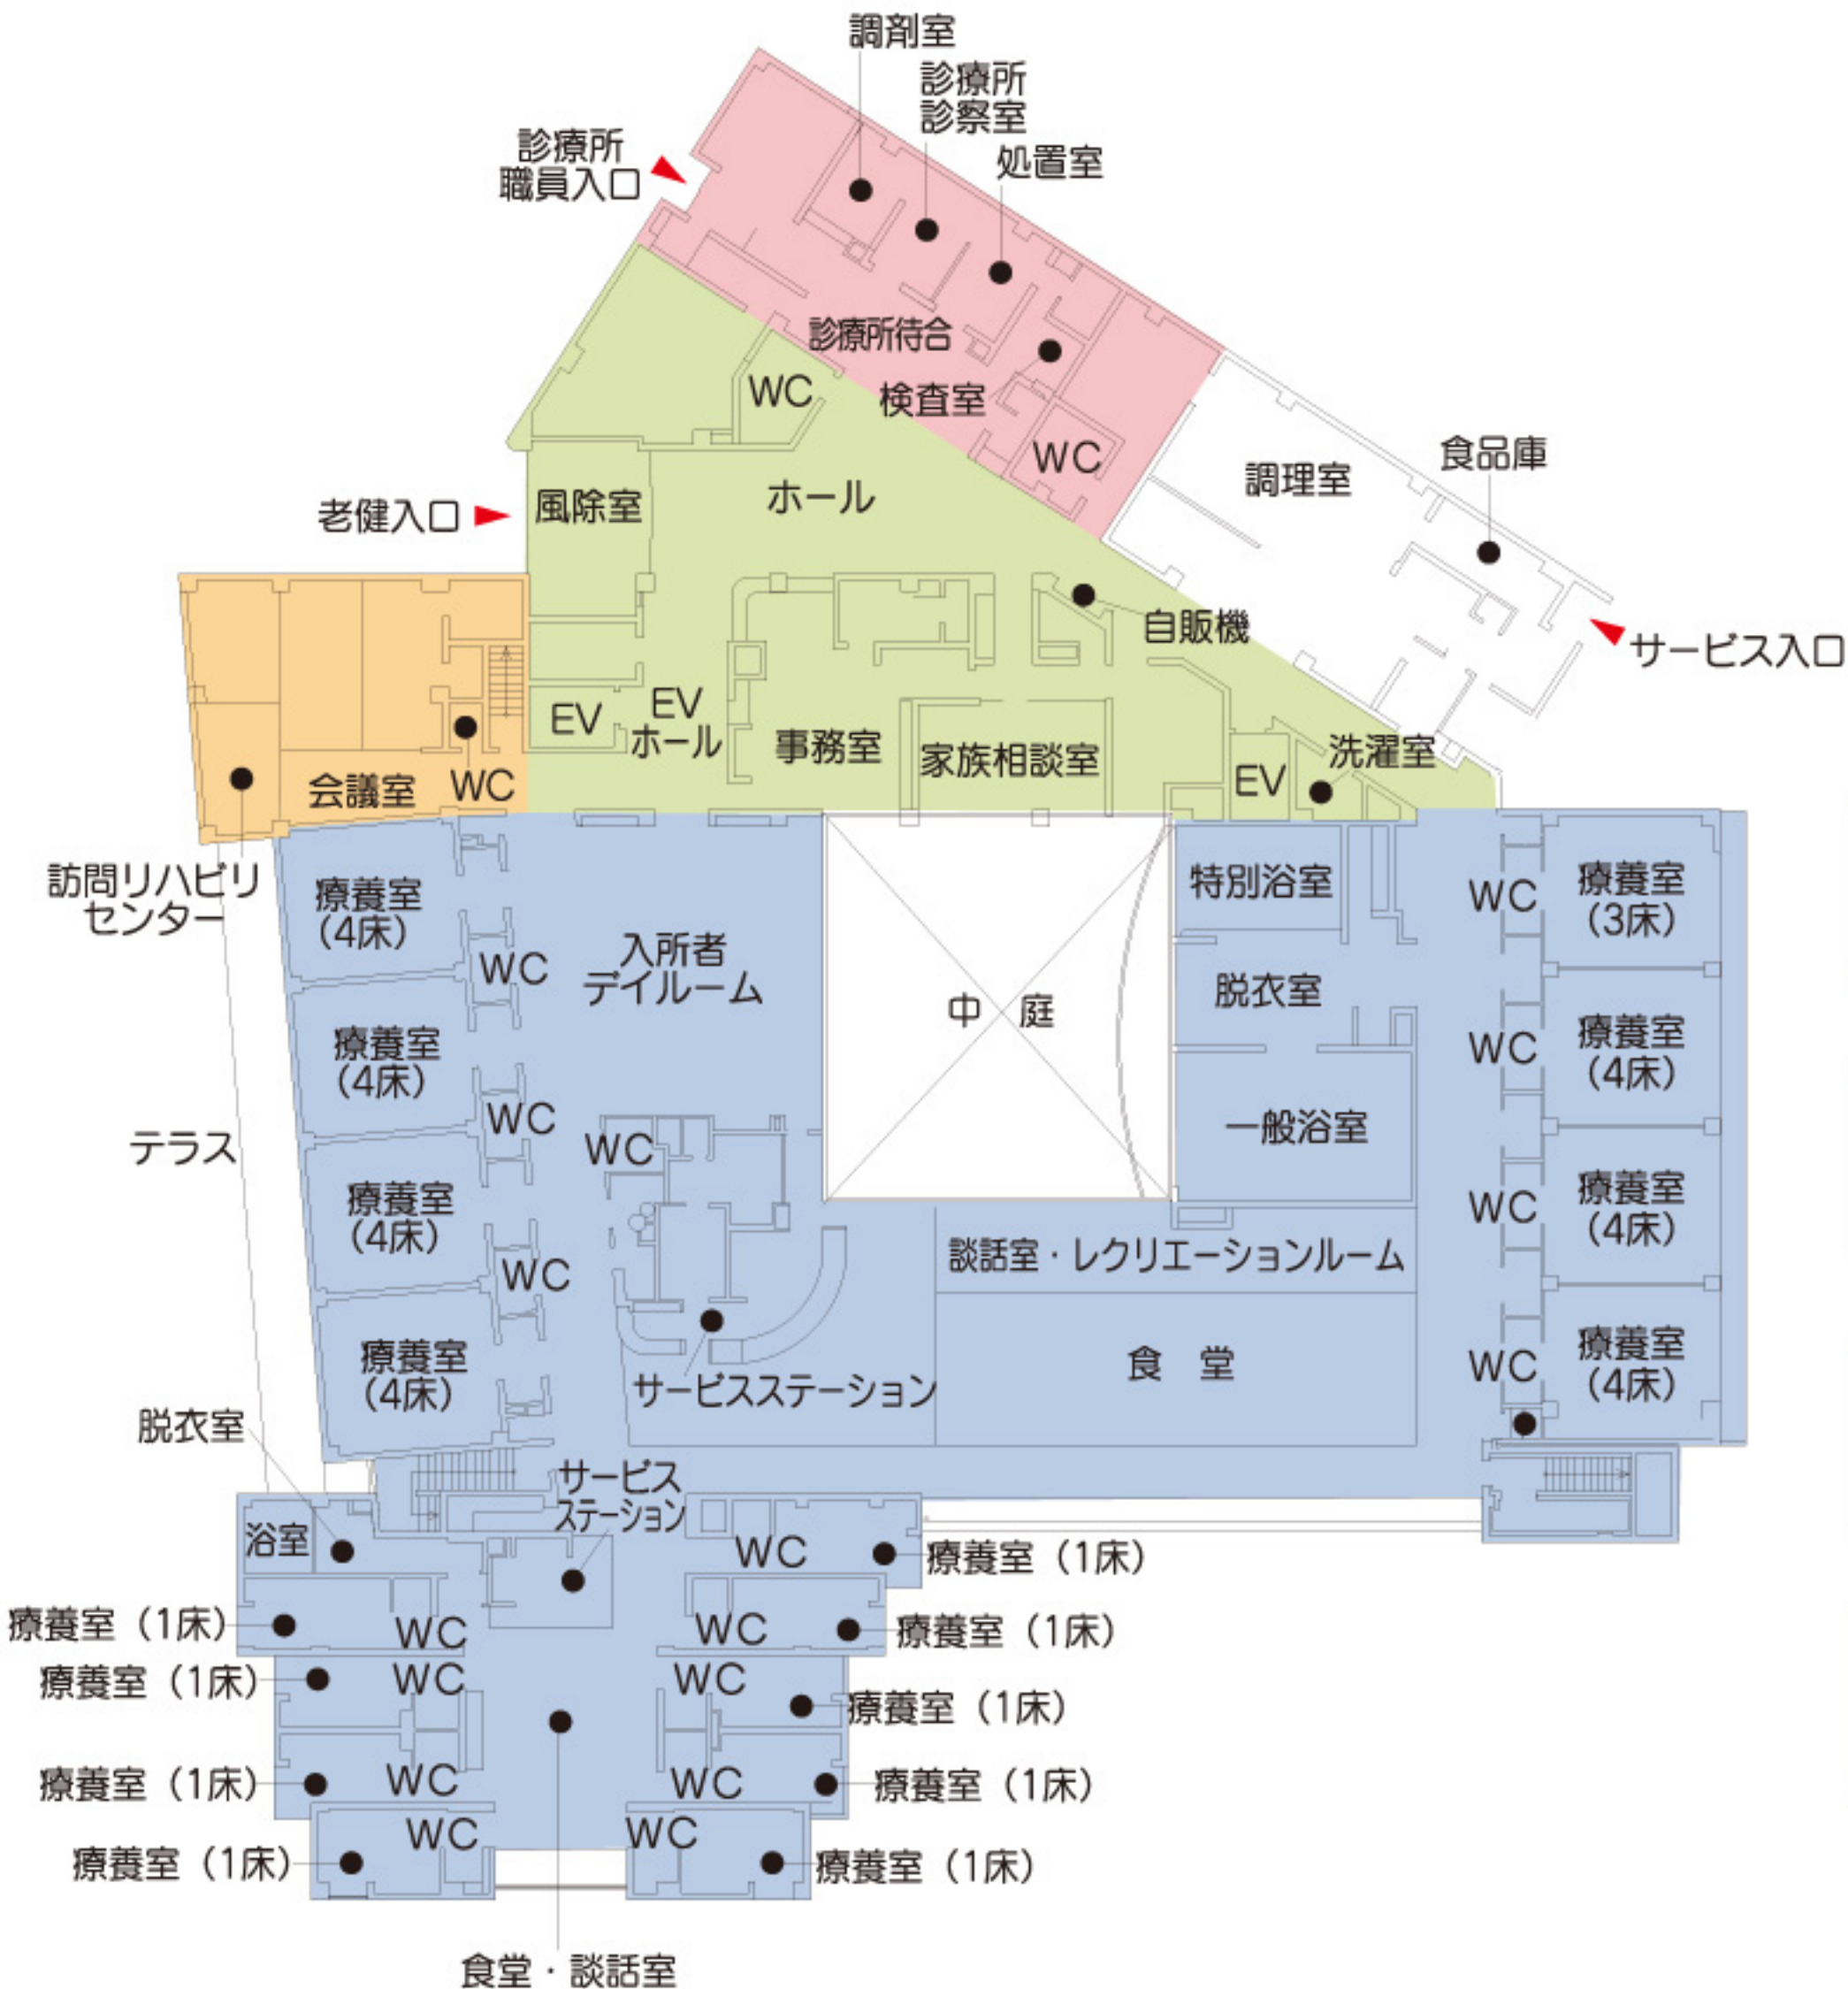 調剤室
診療所
診察室
処置室
診療所
職員入口
診療所待合
検査室
WC
WC
調理室
食品庫
ホール
風除室
老健入口
自販機
サービス入口
EV
EV
ホール
事務室
家族相談室
EV
洗濯室
会議室
WC
訪問リハビリ
センター
療養室
(4床)
WC
入所者
デイルーム
中 庭
特別浴室
脱衣室
一般浴室
WC
療養室
(3床)
療養室
(4床)
WC
WC
療養室
(4床)
テラス
療養室
(4床)
WC
WC
療養室
(4床)
WC
療養室
(4床)
談話室・レクリエーションルーム
食 堂
サービスステーション
療養室
(4床)
WC
WC
療養室
(4床)
脱衣室
サービス
ステーション
浴室
WC
療養室(1床)
療養室(1床)
WC
WC
療養室(1床)
療養室(1床)
WC
WC
療養室(1床)
療養室(1床)
WC
WC
療養室(1床)
療養室(1床)
WC
WC
療養室(1床)
食堂・談話室